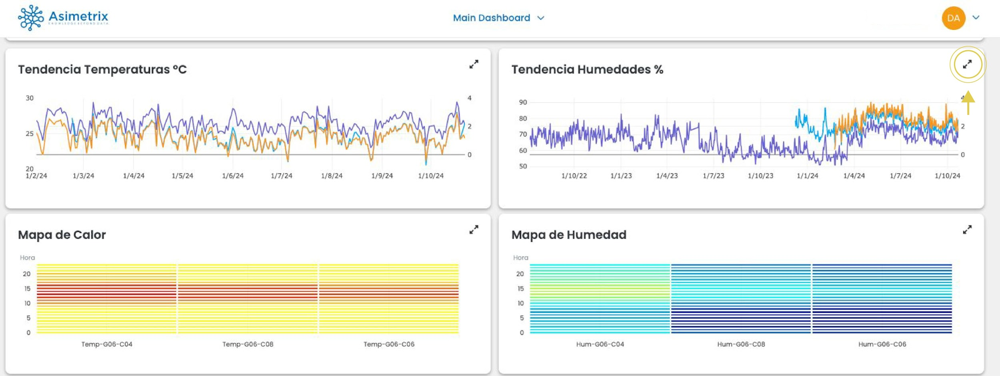 Asimetrix
KNOWLEDGE BEYOND DATA
Main Dashboard
DA
Tendencia Temperaturas °C
30
25
20
4
2
0
1/2/24 1/3/24 1/4/24 1/5/24 1/6/24 1/7/24 1/8/24 1/9/24 1/10/24
Tendencia Humedades %
90
80
70
60
50
4
2
0
1/10/22 1/1/23 1/4/23 1/7/23 1/10/23 1/1/24 1/4/24 1/7/24 1/10/24
Mapa de Calor
Hora
20
15
10
5
0
Temp-G06-C04 Temp-G06-C08 Temp-G06-C06
Mapa de Humedad
Hora
20
15
10
5
0
Hum-G06-C04 Hum-G06-C08 Hum-G06-C06